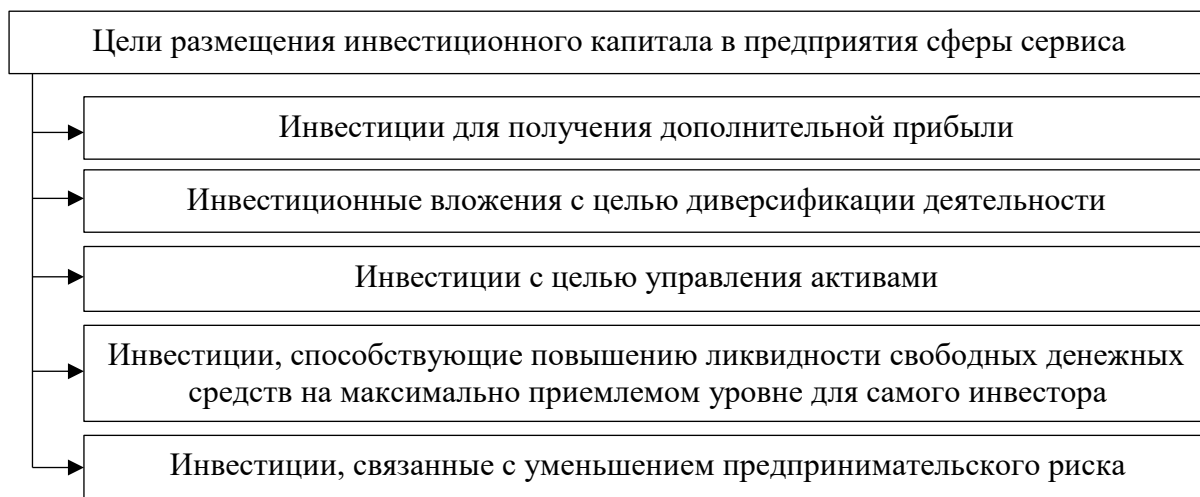 Цели размещения инвестиционного капитала в предприятия сферы сервиса
Инвестиции для получения дополнительной прибыли
Инвестиционные вложения с целью диверсификации деятельности
Инвестиции с целью управления активами
Инвестиции, способствующие повышению ликвидности свободных денежных
средств на максимально приемлемом уровне для самого инвестора
Инвестиции, связанные с уменьшением предпринимательского риска